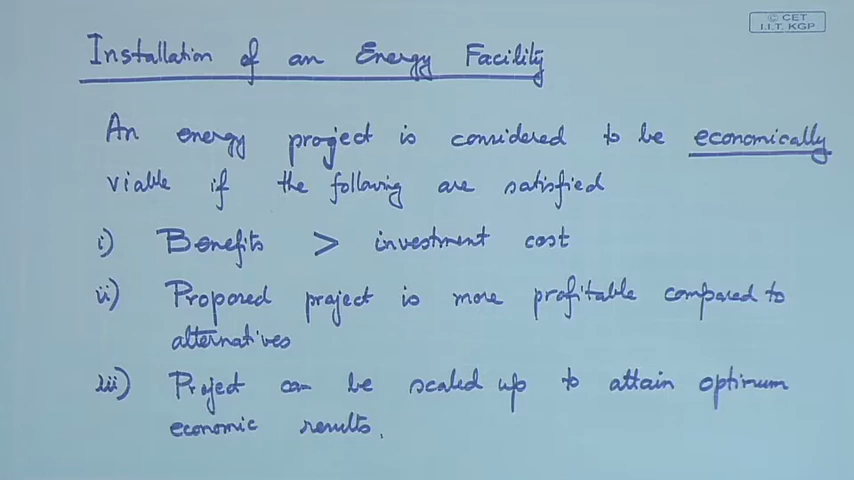 © CET
I.I.T. KGP
Installation of an Energy Facility
An energy project is considered to be economically
viable if the following are satisfied
i) Benefits > investment cost
ii) Proposed project is more profitable compared to
alternatives
iii) Project can be scaled up to attain optimum
economic results.